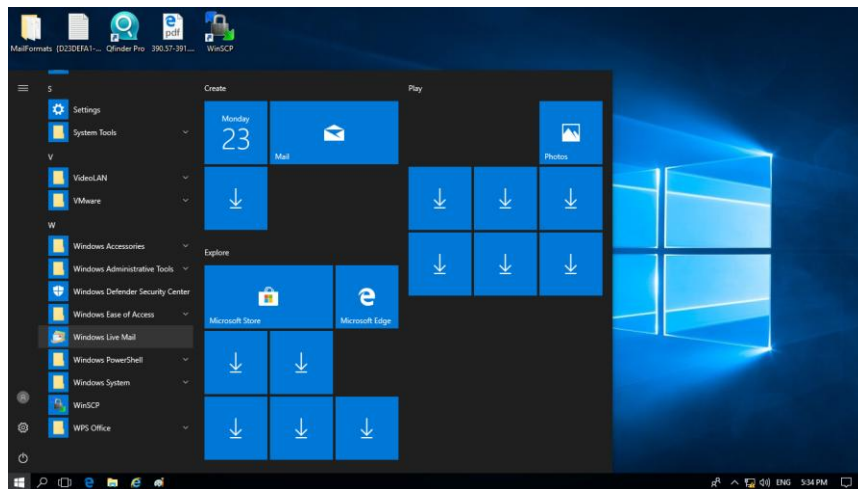 MailFormats
{D23DEFA1-...
Qfinder Pro
390.57-391....
WinSCP
S
Settings
System Tools
V
VideoLAN
VMware
W
Windows Accessories
Windows Administrative Tools
Windows Defender Security Center
Windows Ease of Access
Windows Live Mail
Windows PowerShell
Windows System
WinSCP
WPS Office
Create
Monday
23
Mail
Explore
Microsoft Store
Microsoft Edge
Play
Photos
pdf
ENG
5:34 PM